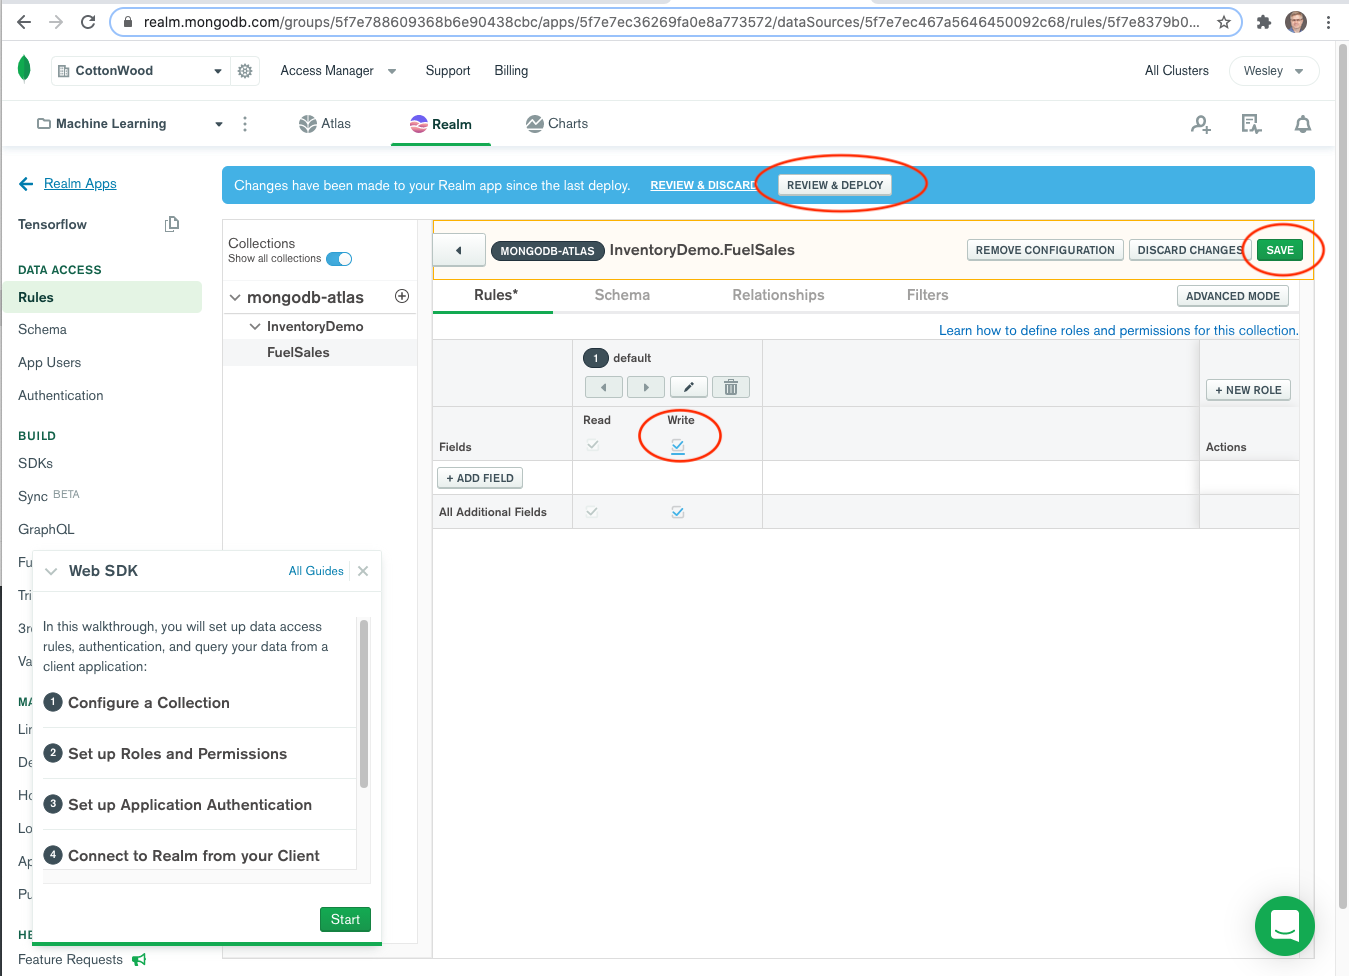 realm.mongodb.com/groups/5f7e788609368b6e90438cbc/apps/5f7e7ec36269fa0e8a773572/dataSources/5f7e7ec467a5646450092c68/rules/5f7e8379b0...
CottonWood
Access Manager
Support
Billing
All Clusters
Wesley
Machine Learning
Atlas
Realm
Charts
Realm Apps
Changes have been made to your Realm app since the last deploy.
REVIEW & DISCARD
REVIEW & DEPLOY
Tensorflow
DATA ACCESS
Rules
Schema
App Users
Authentication
BUILD
SDKs
Sync BETA
GraphQL
Fu
Tri
3r
Va
MA
Lin
De
Ho
Lo
Ap
Pu
HE
Feature Requests
Collections
Show all collections
mongodb-atlas
InventoryDemo
FuelSales
MONGODB-ATLAS InventoryDemo.FuelSales
REMOVE CONFIGURATION
DISCARD CHANGES
SAVE
Rules*
Schema
Relationships
Filters
ADVANCED MODE
Learn how to define roles and permissions for this collection.
1 default
+ NEW ROLE
Read
Write
Fields
Actions
+ ADD FIELD
All Additional Fields
Web SDK
All Guides
In this walkthrough, you will set up data access
rules, authentication, and query your data from a
client application:
1 Configure a Collection
2 Set up Roles and Permissions
3 Set up Application Authentication
4 Connect to Realm from your Client
Start